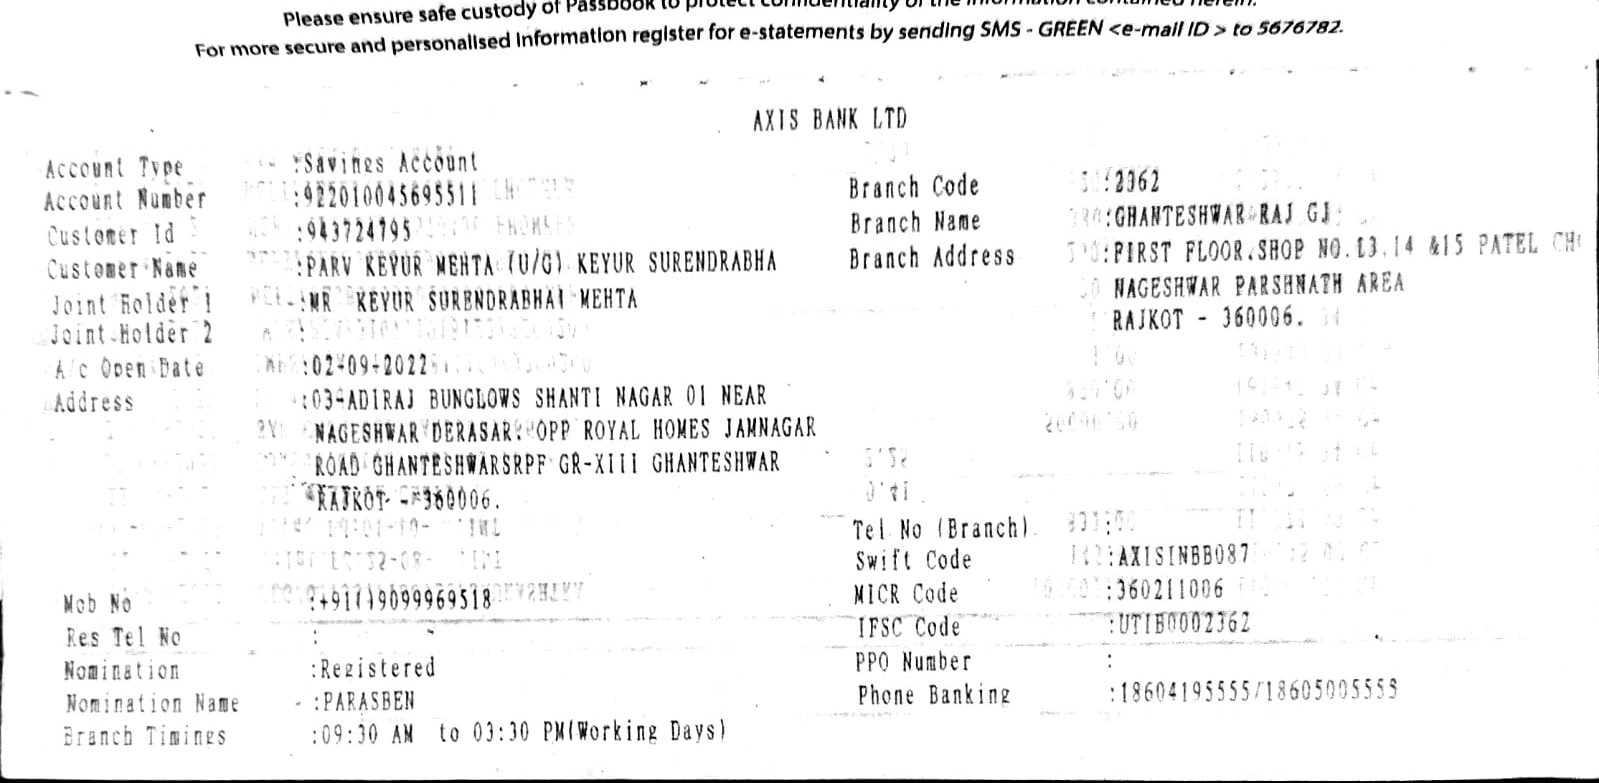 Please ensure safe custody of Passbook to protect confidentiality of the information contained herein.
For more secure and personalised Information register for e-statements by sending SMS - GREEN <e-mail ID > to 5676782.
AXIS BANK LTD
Account Type :Savings Account
Account Number :922010045695511
Customer Id :943724795
Customer Name :PARV KEYUR MEHTA (U/G) KEYUR SURENDRABHA
Joint Holder 1 :MR KEYUR SURENDRABHAI MEHTA
Joint Holder 2 :
A/c Open Date :02-09-2022
Address :03-ADIRAJ BUNGLOWS SHANTI NAGAR 01 NEAR
NAGESHWAR DERASAR. OPP ROYAL HOMES JAMNAGAR
ROAD GHANTESHWARSRPF GR-XIII GHANTESHWAR
RAJKOT - 360006.
Mob No :+91 9099969518
Res Tel No :
Nomination :Registered
Nomination Name :PARASBEN
Branch Timings :09:30 AM to 03:30 PM(Working Days)
Branch Code :2362
Branch Name :GHANTESHWAR RAJ GJ
Branch Address :FIRST FLOOR.SHOP NO.13.14 &15 PATEL
NAGESHWAR PARSHNATH AREA
RAJKOT - 360006.
Tel No (Branch) :
Swift Code :AXISINBB087
MICR Code :360211006
IFSC Code :UTIB0002362
PPO Number :
Phone Banking :18604195555/18605005555